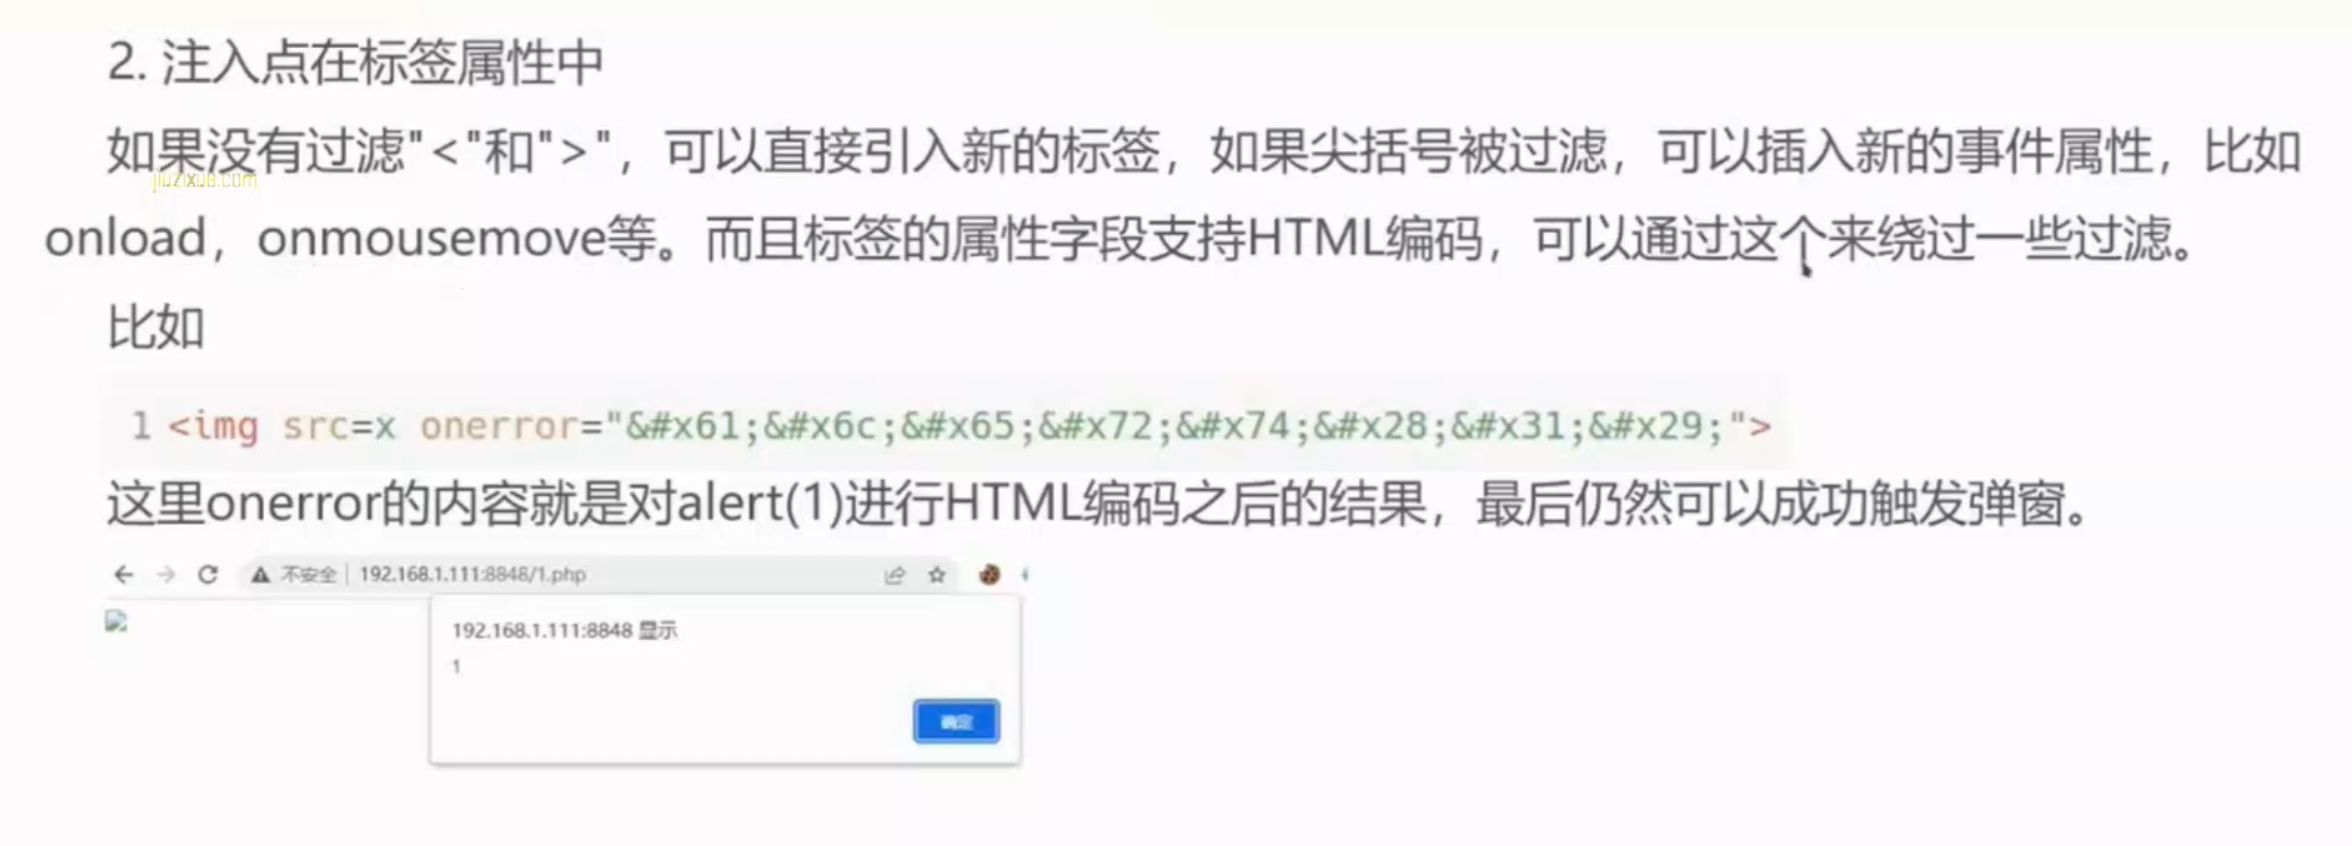 2. 注入点在标签属性中
如果没有过滤"<"和">"，可以直接引入新的标签，如果尖括号被过滤，可以插入新的事件属性，比如
jiuzixue.com
onload，onmousemove等。而且标签的属性字段支持HTML编码，可以通过这个来绕过一些过滤。
比如
1 <img src=x onerror="&#x61;&#x6c;&#x65;&#x72;&#x74;&#x28;&#x31;&#x29;">
这里onerror的内容就是对alert(1)进行HTML编码之后的结果，最后仍然可以成功触发弹窗。
不安全 | 192.168.1.111:8848/1.php
192.168.1.111:8848 显示
1
确定